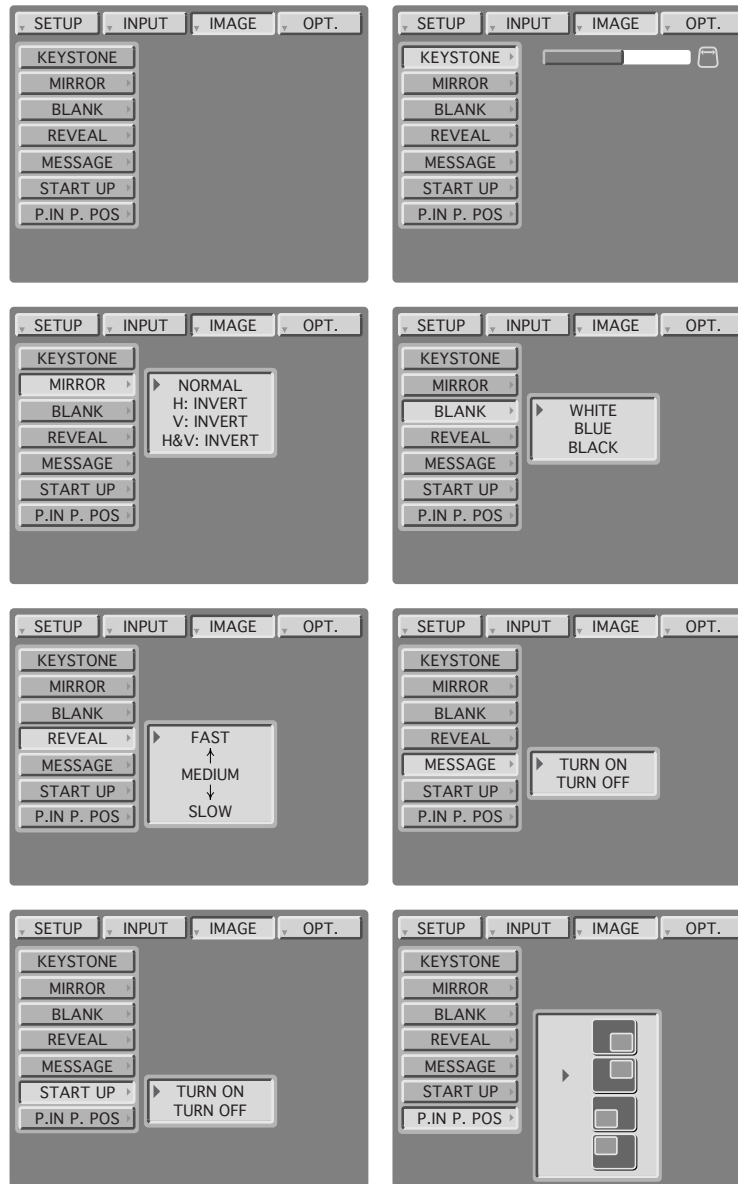 SETUP INPUT IMAGE OPT.
KEYSTONE
MIRROR
BLANK
REVEAL
MESSAGE
START UP
P.IN P. POS
SETUP INPUT IMAGE OPT.
KEYSTONE
MIRROR
BLANK
REVEAL
MESSAGE
START UP
P.IN P. POS
SETUP INPUT IMAGE OPT.
KEYSTONE
MIRROR
BLANK
REVEAL
MESSAGE
START UP
P.IN P. POS
NORMAL
H: INVERT
V: INVERT
H&V: INVERT
SETUP INPUT IMAGE OPT.
KEYSTONE
MIRROR
BLANK
REVEAL
MESSAGE
START UP
P.IN P. POS
WHITE
BLUE
BLACK
SETUP INPUT IMAGE OPT.
KEYSTONE
MIRROR
BLANK
REVEAL
MESSAGE
START UP
P.IN P. POS
FAST
MEDIUM
SLOW
SETUP INPUT IMAGE OPT.
KEYSTONE
MIRROR
BLANK
REVEAL
MESSAGE
START UP
P.IN P. POS
TURN ON
TURN OFF
SETUP INPUT IMAGE OPT.
KEYSTONE
MIRROR
BLANK
REVEAL
MESSAGE
START UP
P.IN P. POS
TURN ON
TURN OFF
SETUP INPUT IMAGE OPT.
KEYSTONE
MIRROR
BLANK
REVEAL
MESSAGE
START UP
P.IN P. POS